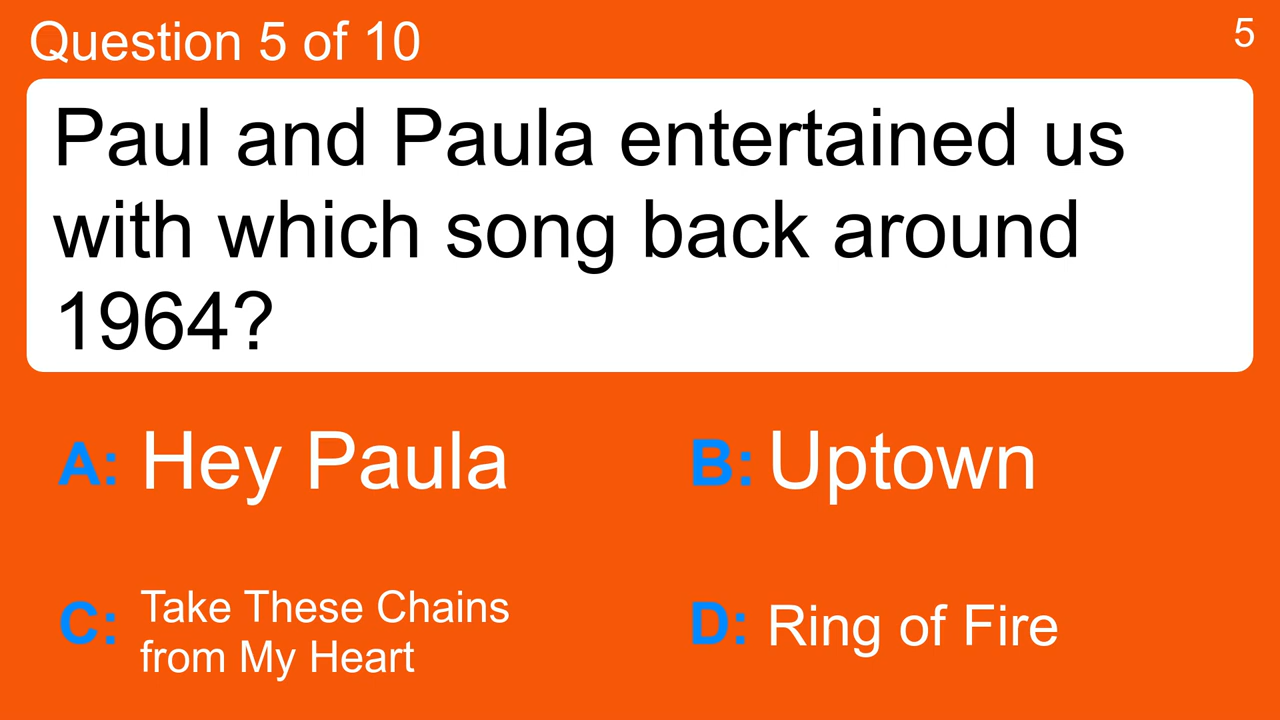 Question 5 of 10
5
Paul and Paula entertained us
with which song back around
1964?
A: Hey Paula
B: Uptown
C: Take These Chains
from My Heart
D: Ring of Fire